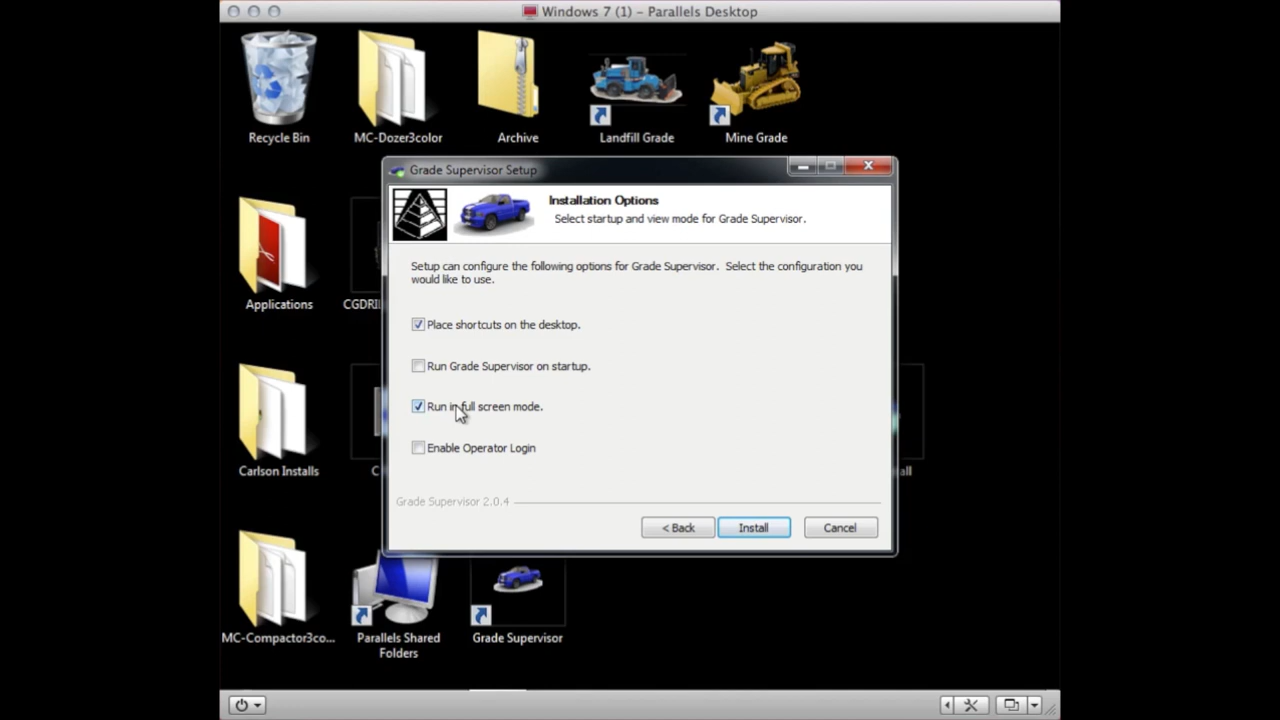 Windows 7 (1) - Parallels Desktop
Recycle Bin
MC-Dozer3color
Archive
Landfill Grade
Mine Grade
Grade Supervisor Setup
Installation Options
Select startup and view mode for Grade Supervisor.
Setup can configure the following options for Grade Supervisor. Select the configuration you
would like to use.
Place shortcuts on the desktop.
Run Grade Supervisor on startup.
Run in full screen mode.
Enable Operator Login
Grade Supervisor 2.0.4
< Back
Install
Cancel
Applications
CGDRI
Carlson Installs
C
all
MC-Compactor3co...
Parallels Shared
Folders
Grade Supervisor